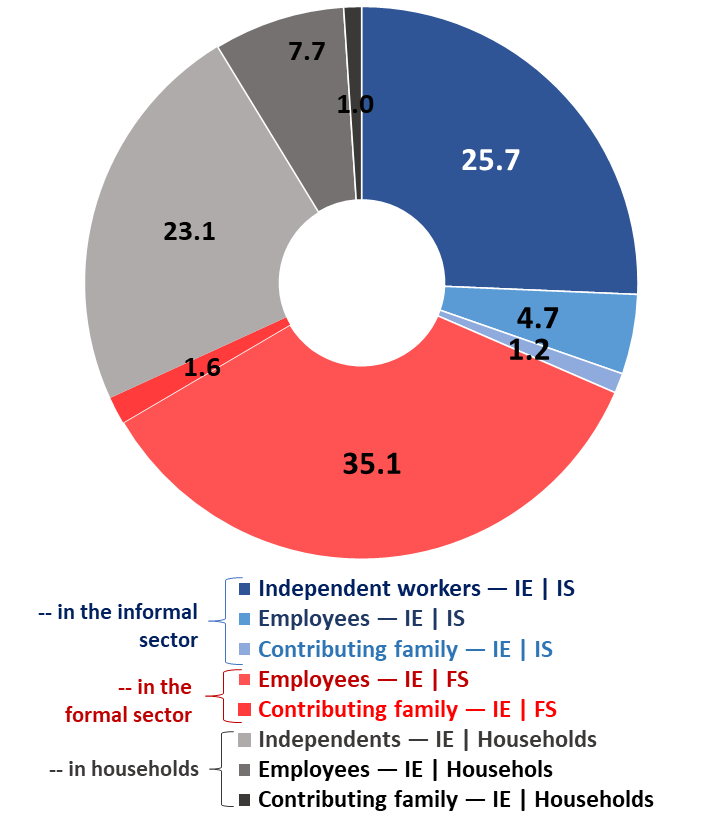 7.7
1.0
25.7
23.1
4.7
1.2
1.6
35.1
-- in the informal
sector
Independent workers — IE | IS
Employees — IE | IS
Contributing family — IE | IS
-- in the
formal sector
Employees — IE | FS
Contributing family — IE | FS
-- in households
Independents — IE | Households
Employees — IE | Househols
Contributing family — IE | Households